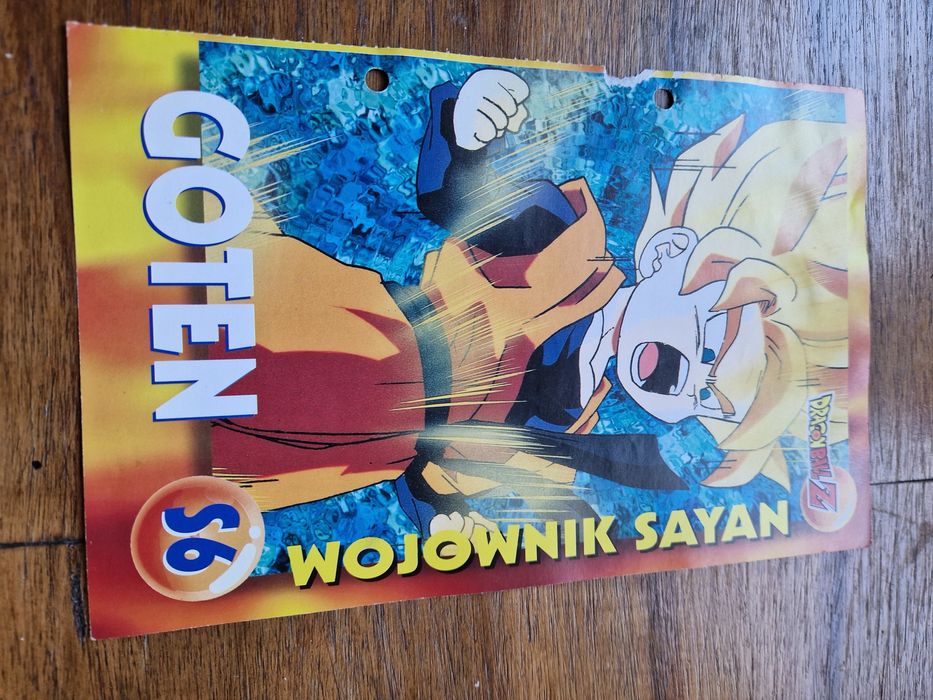 DRAGON BALL Z
WOJOWNIK SAYAN
GOTEN
S6